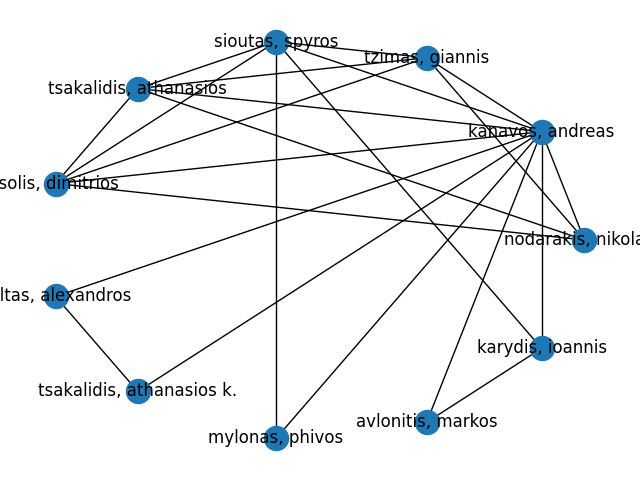 sioutas, spyros
tzimas, giannis
tsakalidis, athanasios
kanavos, andreas
solis, dimitrios
nodarakis, nikola
ltas, alexandros
karydis, ioannis
tsakalidis, athanasios k.
avlonitis, markos
mylonas, phivos